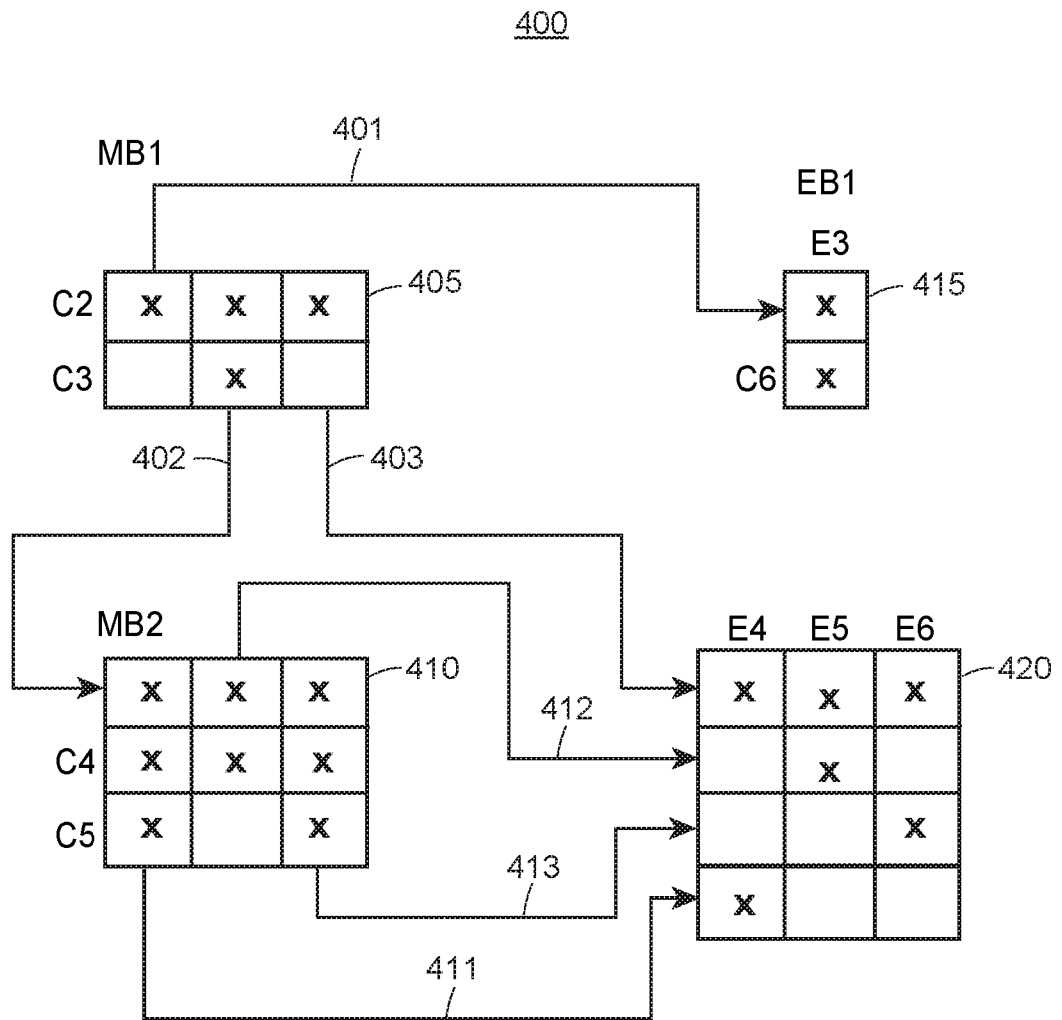 400
401
MB1
EB1
E3
C2 X X X 405
X 415
C3 X
C6 X
402 403
MB2
E4 E5 E6
X X X 410
X X X 420
412
C4 X X X
X
C5 X X
X
413
X
411